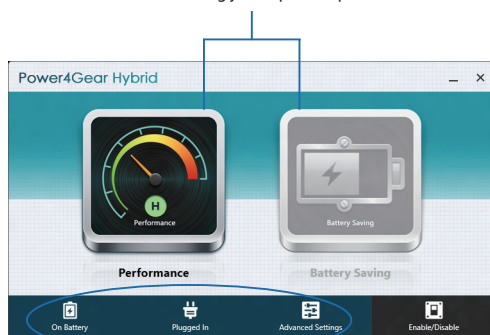 Power4Gear Hybrid
H
Performance
Battery Saving
Performance
Battery Saving
On Battery
Plugged In
Advanced Settings
Enable/Disable